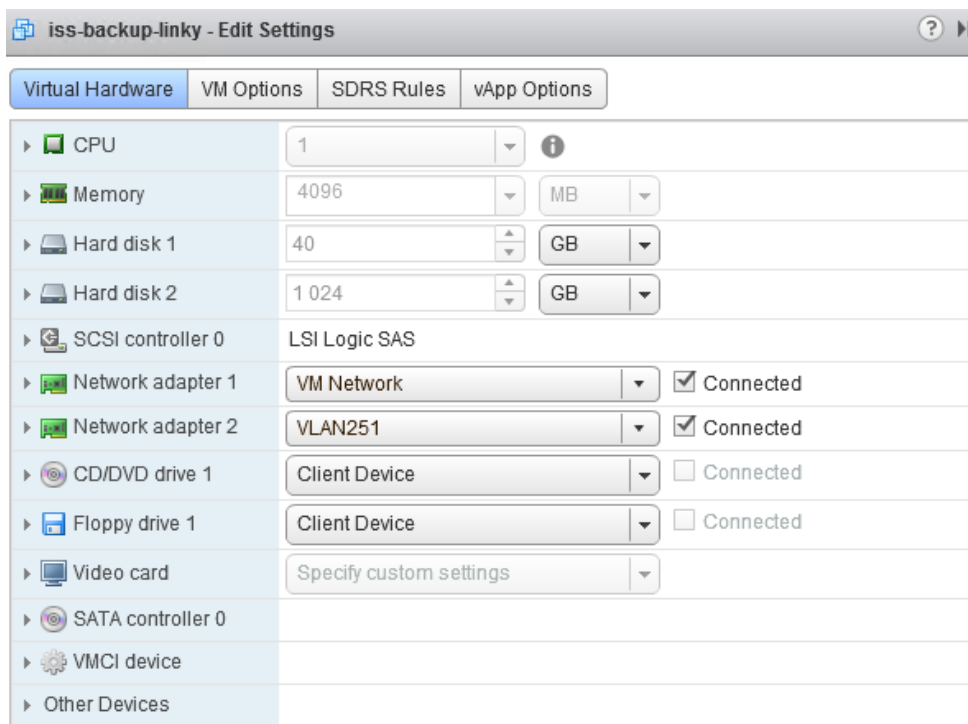 iss-backup-linky - Edit Settings ?
Virtual Hardware VM Options SDRS Rules vApp Options
CPU 1
Memory 4096 MB
Hard disk 1 40 GB
Hard disk 2 1 024 GB
SCSI controller 0 LSI Logic SAS
Network adapter 1 VM Network Connected
Network adapter 2 VLAN251 Connected
CD/DVD drive 1 Client Device Connected
Floppy drive 1 Client Device Connected
Video card Specify custom settings
SATA controller 0
VMCI device
Other Devices